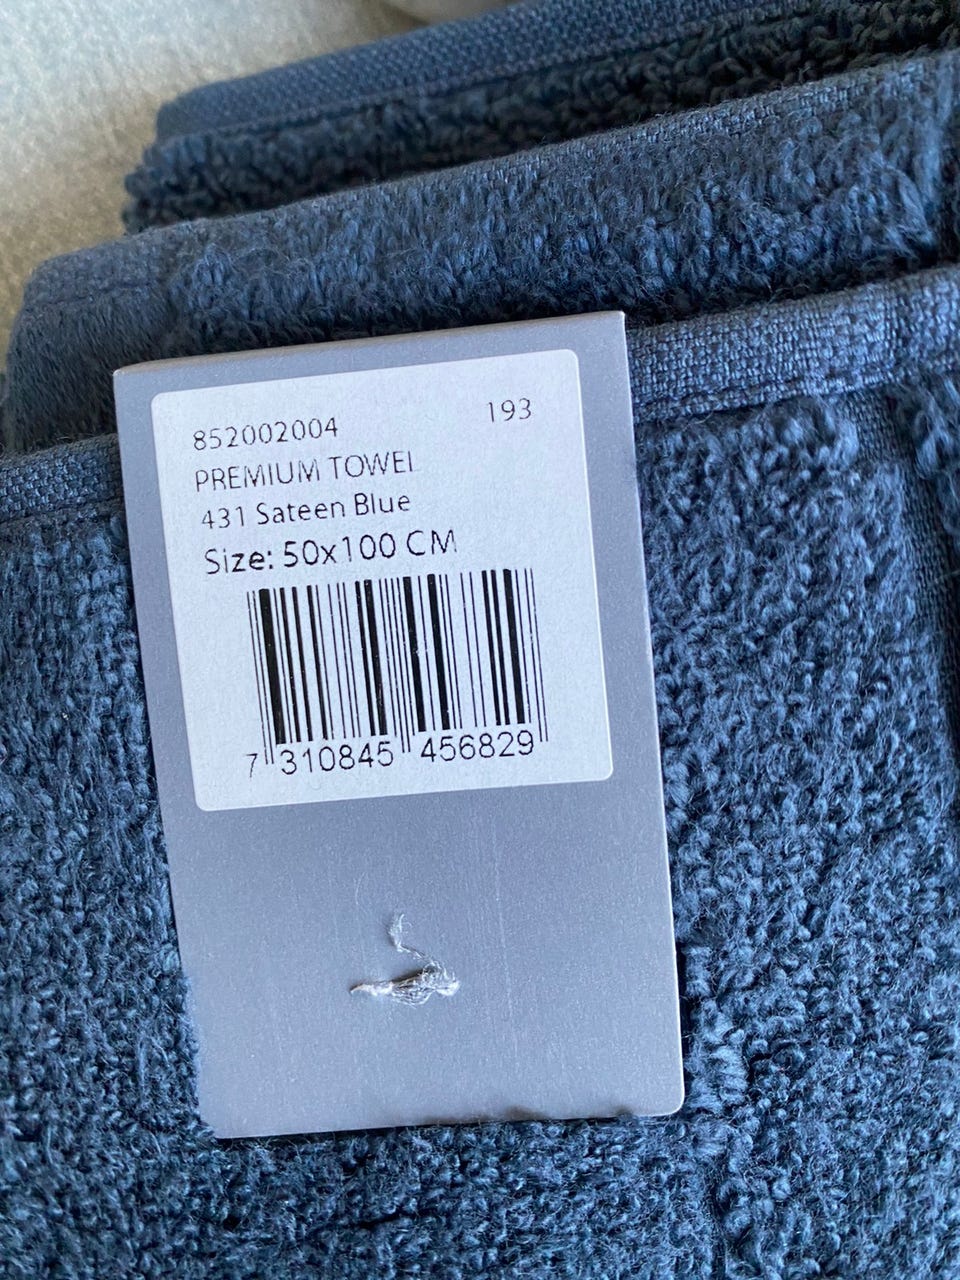 852002004 193
PREMIUM TOWEL
431 Sateen Blue
Size: 50x100 CM
7 310845 456829